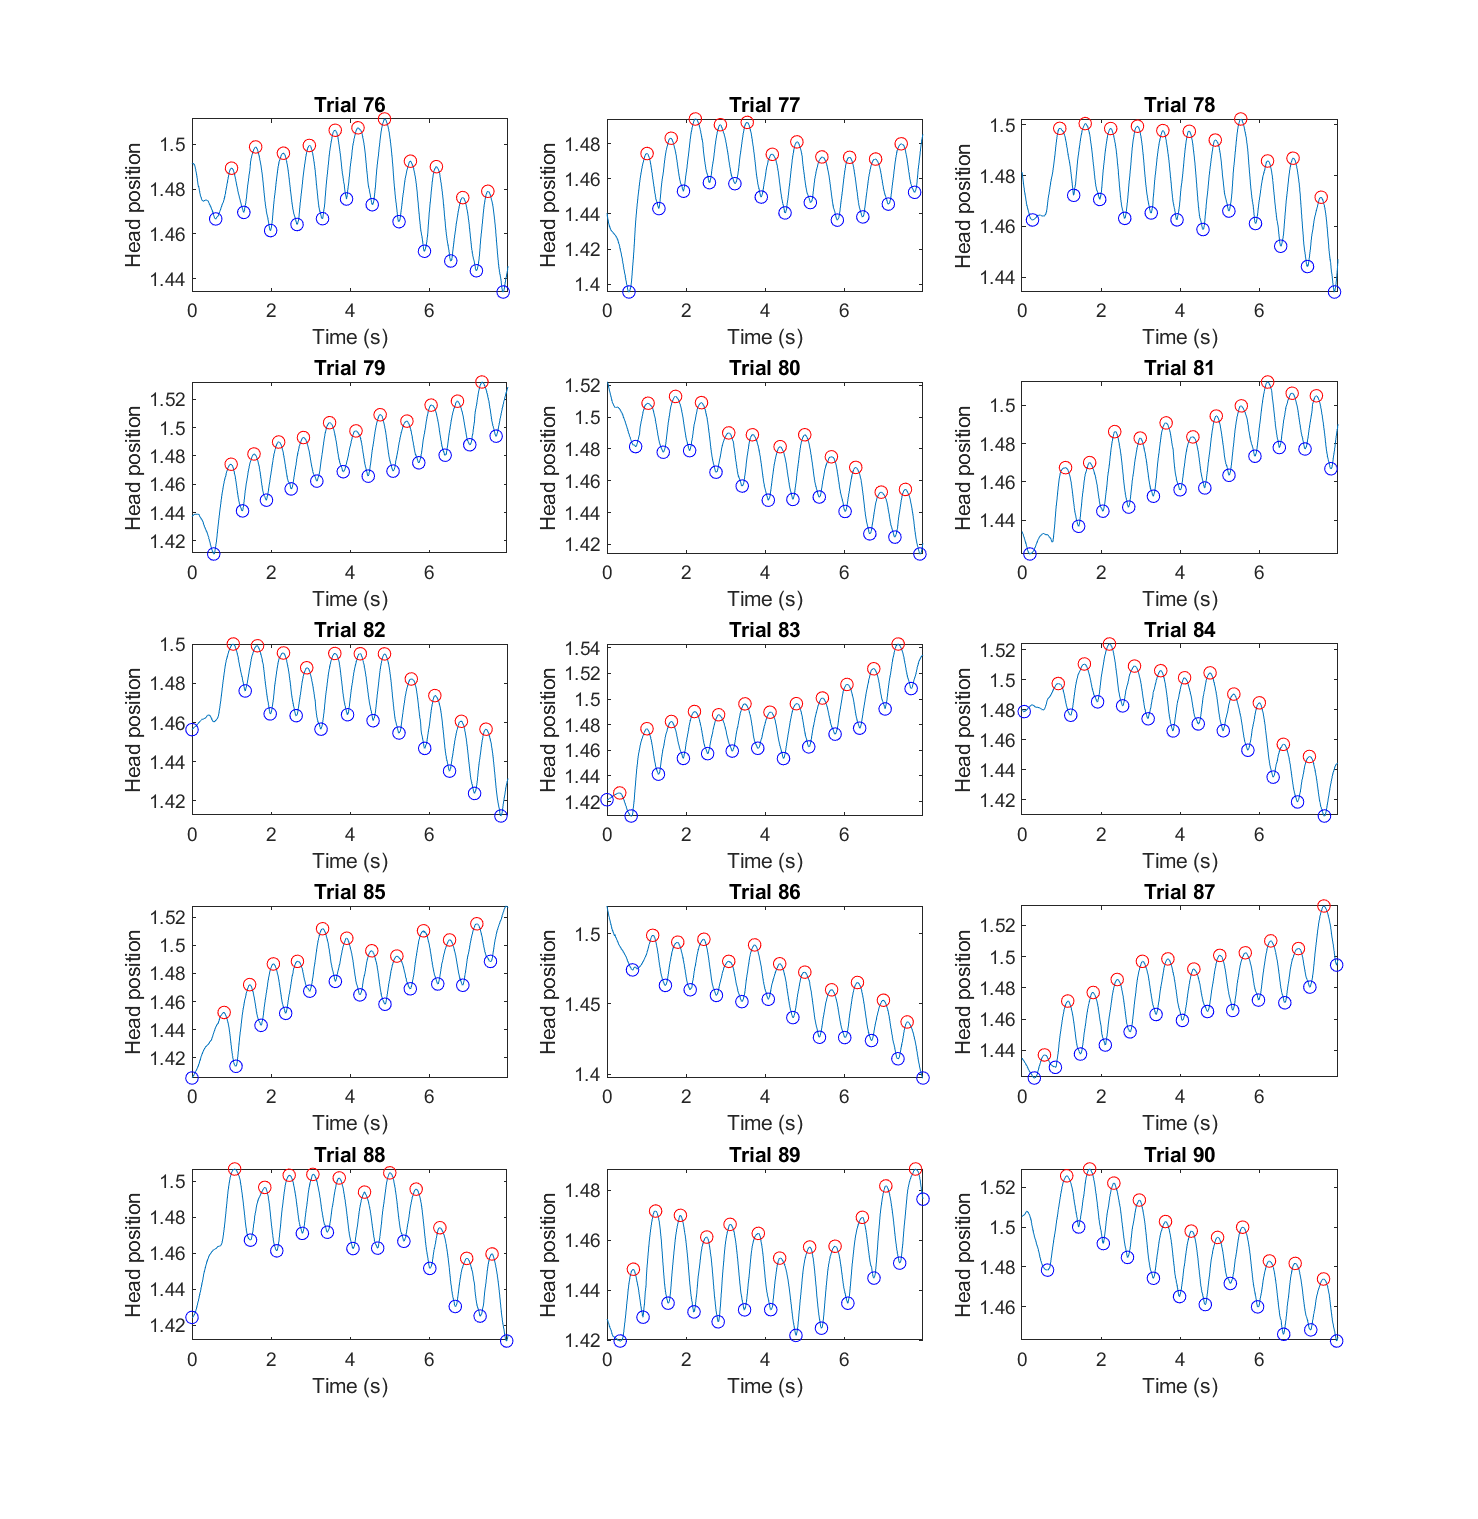 Trial 76
Trial 77
Trial 78
Head position
1.5
1.48
1.46
1.44
0 2 4 6
Time (s)
Head position
1.48
1.46
1.44
1.42
1.4
0 2 4 6
Time (s)
Head position
1.5
1.48
1.46
1.44
0 2 4 6
Time (s)
Trial 79
Trial 80
Trial 81
Head position
1.52
1.5
1.48
1.46
1.44
1.42
0 2 4 6
Time (s)
Head position
1.52
1.5
1.48
1.46
1.44
1.42
0 2 4 6
Time (s)
Head position
1.5
1.48
1.46
1.44
0 2 4 6
Time (s)
Trial 82
Trial 83
Trial 84
Head position
1.5
1.48
1.46
1.44
1.42
0 2 4 6
Time (s)
Head position
1.54
1.52
1.5
1.48
1.46
1.44
1.42
0 2 4 6
Time (s)
Head position
1.52
1.5
1.48
1.46
1.44
1.42
0 2 4 6
Time (s)
Trial 85
Trial 86
Trial 87
Head position
1.52
1.5
1.48
1.46
1.44
1.42
0 2 4 6
Time (s)
Head position
1.5
1.45
1.4
0 2 4 6
Time (s)
Head position
1.52
1.5
1.48
1.46
1.44
0 2 4 6
Time (s)
Trial 88
Trial 89
Trial 90
Head position
1.5
1.48
1.46
1.44
1.42
0 2 4 6
Time (s)
Head position
1.48
1.46
1.44
1.42
0 2 4 6
Time (s)
Head position
1.52
1.5
1.48
1.46
0 2 4 6
Time (s)